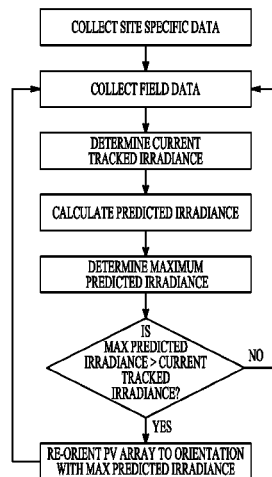 COLLECT SITE SPECIFIC DATA
COLLECT FIELD DATA
DETERMINE CURRENT
TRACKED IRRADIANCE
CALCULATE PREDICTED IRRADIANCE
DETERMINE MAXIMUM
PREDICTED IRRADIANCE
IS
MAX PREDICTED
IRRADIANCE > CURRENT
TRACKED
IRRADIANCE?
NO
YES
RE-ORIENT PV ARRAY TO ORIENTATION
WITH MAX PREDICTED IRRADIANCE